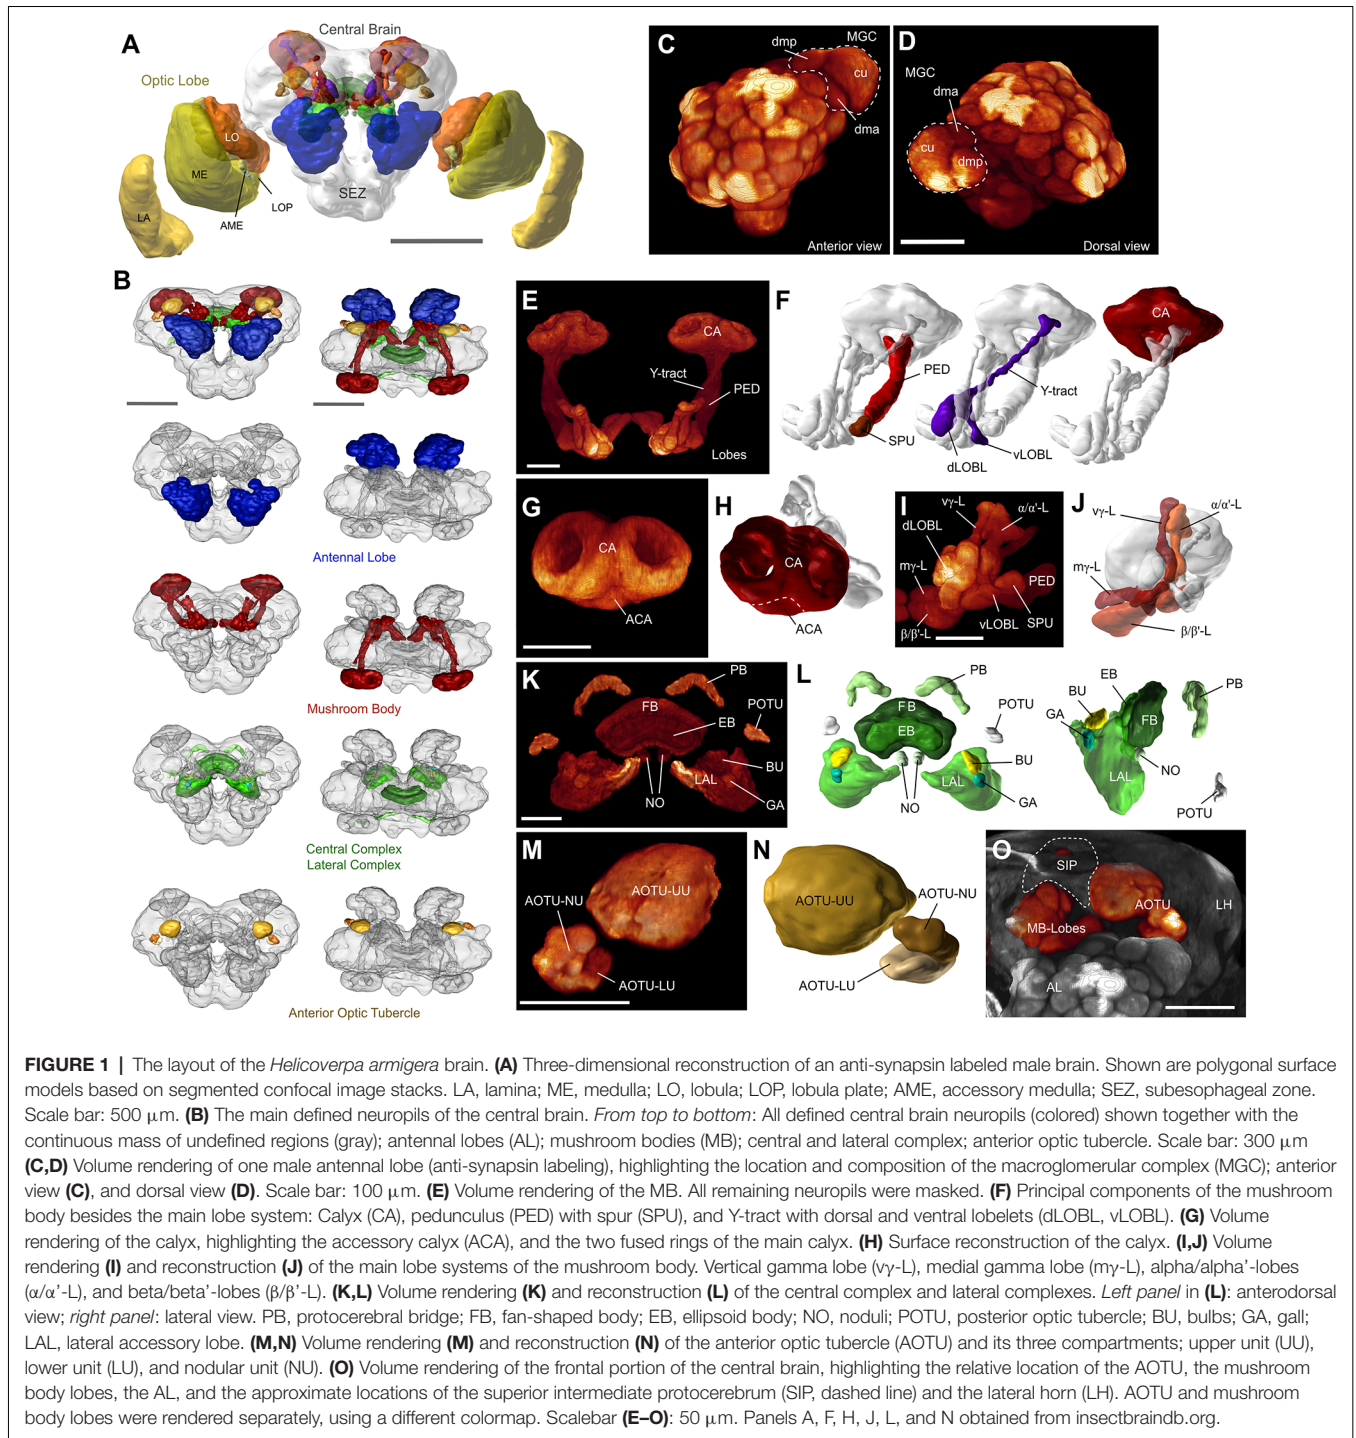 A
Central Brain
Optic Lobe
LO
ME
LA
AME
LOP
SEZ
C
MGC
dmp
cu
dma
Anterior view
D
MGC
dma
cu
dmp
Dorsal view
B
Antennal Lobe
Mushroom Body
Central Complex
Lateral Complex
Anterior Optic Tubercle
E
CA
Y-tract
PED
Lobes
F
PED
SPU
Y-tract
dLOBL
vLOBL
CA
G
CA
ACA
H
CA
ACA
I
vγ-L
α/α'-L
dLOBL
mγ-L
PED
β/β'-L
vLOBL
SPU
J
vγ-L
α/α'-L
mγ-L
β/β'-L
K
PB
FB
EB
POTU
BU
LAL
NO
GA
L
PB
FB
EB
POTU
BU
LAL
NO
GA
EB
BU
GA
FB
PB
LAL
NO
POTU
M
AOTU-UU
AOTU-NU
AOTU-LU
N
AOTU-NU
AOTU-UU
AOTU-LU
O
SIP
AOTU
LH
MB-Lobes
AL
FIGURE 1 | The layout of the Helicoverpa armigera brain. (A) Three-dimensional reconstruction of an anti-synapsin labeled male brain. Shown are polygonal surface
models based on segmented confocal image stacks. LA, lamina; ME, medulla; LO, lobula; LOP, lobula plate; AME, accessory medulla; SEZ, subesophageal zone.
Scale bar: 500 μm. (B) The main defined neuropils of the central brain. From top to bottom: All defined central brain neuropils (colored) shown together with the
continuous mass of undefined regions (gray); antennal lobes (AL); mushroom bodies (MB); central and lateral complex; anterior optic tubercle. Scale bar: 300 μm
(C,D) Volume rendering of one male antennal lobe (anti-synapsin labeling), highlighting the location and composition of the macroglomerular complex (MGC); anterior
view (C), and dorsal view (D). Scale bar: 100 μm. (E) Volume rendering of the MB. All remaining neuropils were masked. (F) Principal components of the mushroom
body besides the main lobe system: Calyx (CA), pedunculus (PED) with spur (SPU), and Y-tract with dorsal and ventral lobelets (dLOBL, vLOBL). (G) Volume
rendering of the calyx, highlighting the accessory calyx (ACA), and the two fused rings of the main calyx. (H) Surface reconstruction of the calyx. (I,J) Volume
rendering (I) and reconstruction (J) of the main lobe systems of the mushroom body. Vertical gamma lobe (vγ-L), medial gamma lobe (mγ-L), alpha/alpha'-lobes
(α/α'-L), and beta/beta'-lobes (β/β'-L). (K,L) Volume rendering (K) and reconstruction (L) of the central complex and lateral complexes. Left panel in (L): anterodorsal
view; right panel: lateral view. PB, protocerebral bridge; FB, fan-shaped body; EB, ellipsoid body; NO, noduli; POTU, posterior optic tubercle; BU, bulbs; GA, gall;
LAL, lateral accessory lobe. (M,N) Volume rendering (M) and reconstruction (N) of the anterior optic tubercle (AOTU) and its three compartments; upper unit (UU),
lower unit (LU), and nodular unit (NU). (O) Volume rendering of the frontal portion of the central brain, highlighting the relative location of the AOTU, the mushroom
body lobes, the AL, and the approximate locations of the superior intermediate protocerebrum (SIP, dashed line) and the lateral horn (LH). AOTU and mushroom
body lobes were rendered separately, using a different colormap. Scalebar (E–O): 50 μm. Panels A, F, H, J, L, and N obtained from insectbraindb.org.